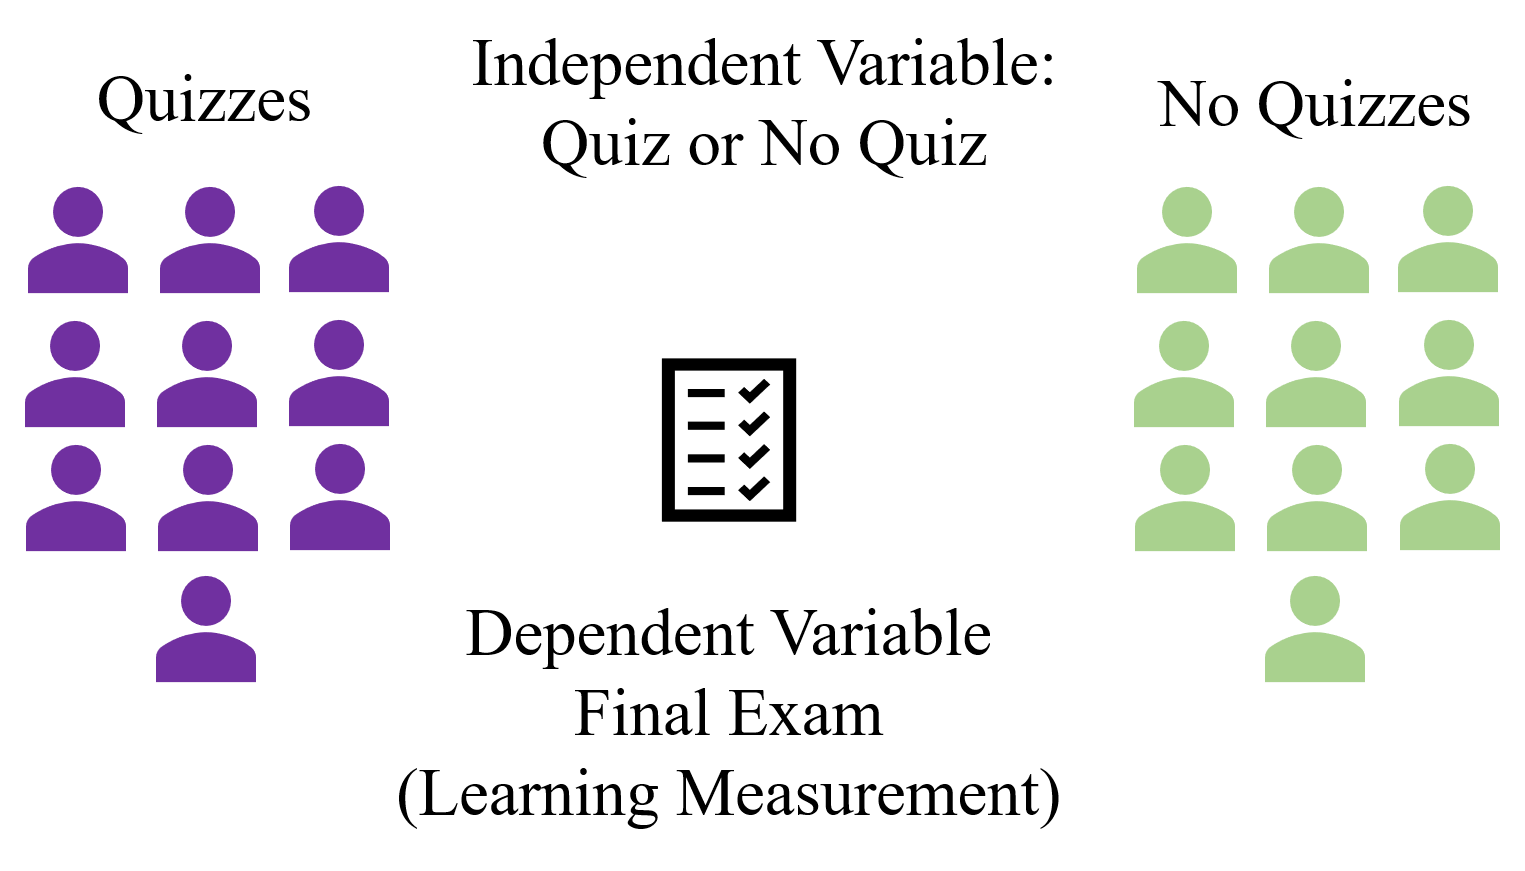 Quizzes
Independent Variable:
Quiz or No Quiz
No Quizzes
Dependent Variable
Final Exam
(Learning Measurement)